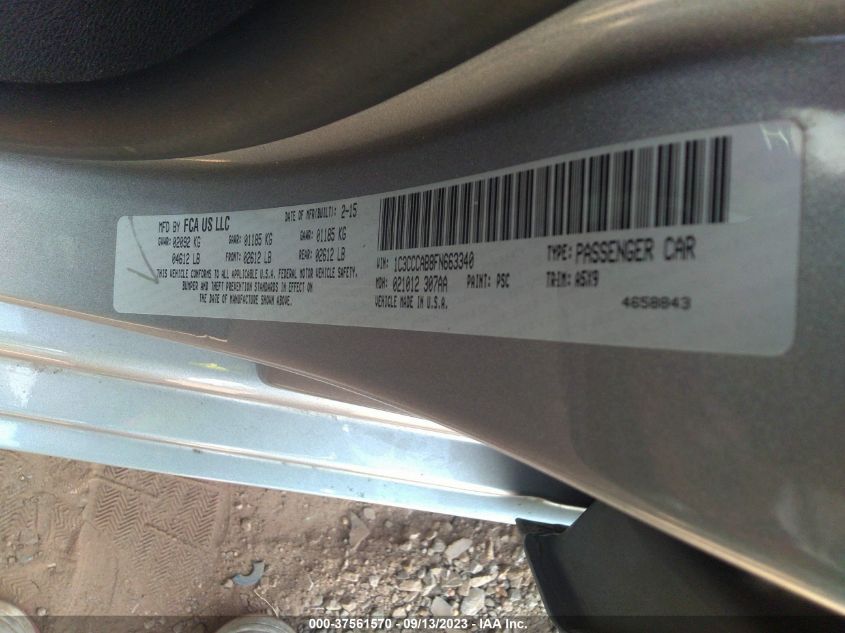 MFD BY FCA US LLC
DATE OF MFR(BUILT): 2-15
GVWR: 02092 KG GAWR: 01185 KG GAWR: 01185 KG
04612 LB FRONT: 02612 LB REAR: 02612 LB
THIS VEHICLE CONFORMS TO ALL APPLICABLE U.S.A. FEDERAL MOTOR VEHICLE SAFETY,
BUMPER AND THEFT PREVENTION STANDARDS IN EFFECT ON
THE DATE OF MANUFACTURE SHOWN ABOVE.
VIN: 1C3CCCAB8FN663340
TYPE: PASSENGER CAR
MDH: 021012 307AA PAINT: PSC TRIM: A5X9
VEHICLE MADE IN U.S.A.
4658843
000-37561570 - 09/13/2023 - © IAA Inc.